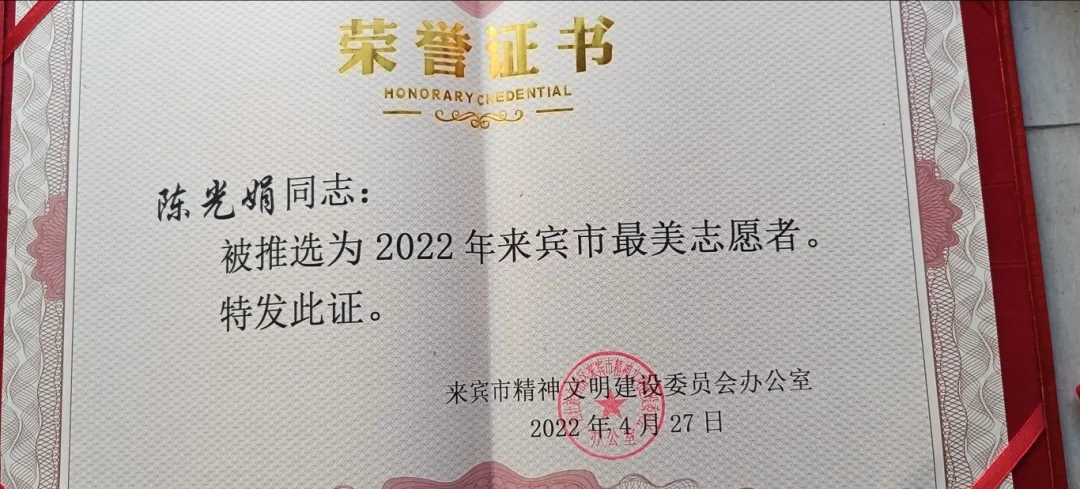 荣誉证书
HONORARY CREDENTIAL
陈光娟同志：
被推选为2022年来宾市最美志愿者。
特发此证。
来宾市精神文明建设委员会办公室
2022年4月27日
办公室